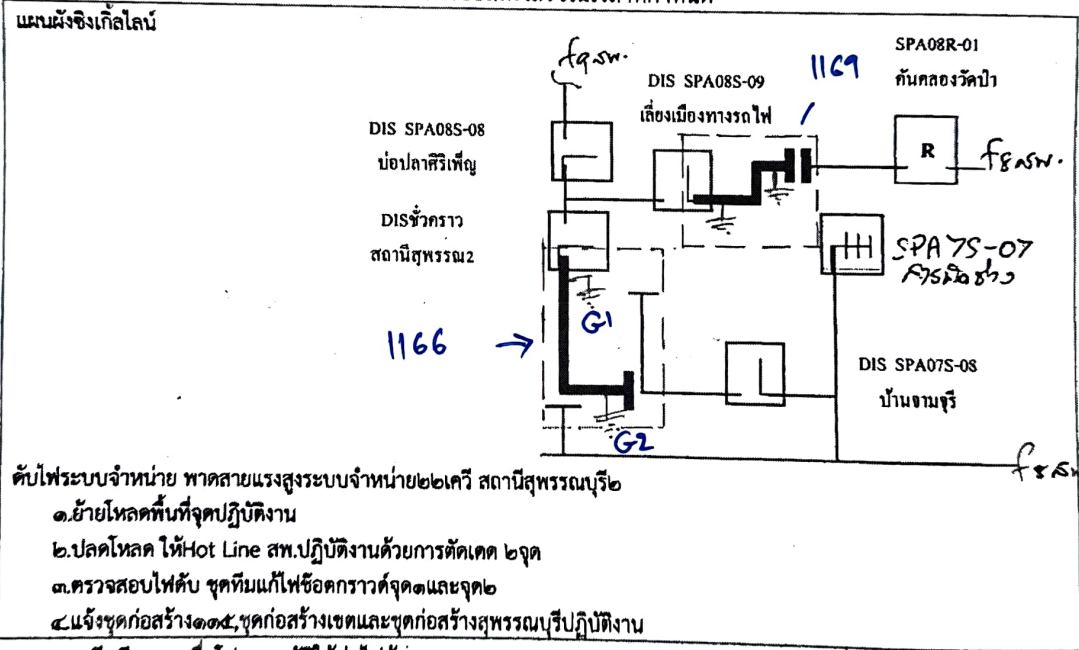 แผนผังซิงเกิ้ลไลน์
f9สพ.
DIS SPA08S-09
เลี่ยงเมืองทางรถไฟ
1169
SPA08R-01
คันคลองวัดป่า
DIS SPA08S-08
บ่อปลาศิริเพ็ญ
R
f8สพ.
DISชั่วคราว
สถานีสุพรรณ2
SPA 7S-07
G1
1166
DIS SPA07S-08
บ้านจามจุรี
G2
ดับไฟระบบจำหน่าย พาดสายแรงสูงระบบจำหน่าย๒๒เควี สถานีสุพรรณบุรี๒
๑.ย้ายโหลดพื้นที่จุดปฏิบัติงาน
๒.ปลดโหลด ให้Hot Line สพ.ปฏิบัติงานด้วยการตัดเดด ๒จุด
๓.ตรวจสอบไฟดับ ชุดทีมแก้ไฟช๊อตกราวด์จุด๑และจุด๒
๔.แจ้งชุดก่อสร้าง๑๓๕,ชุดก่อสร้างเขตและชุดก่อสร้างสุพรรณบุรีปฏิบัติงาน